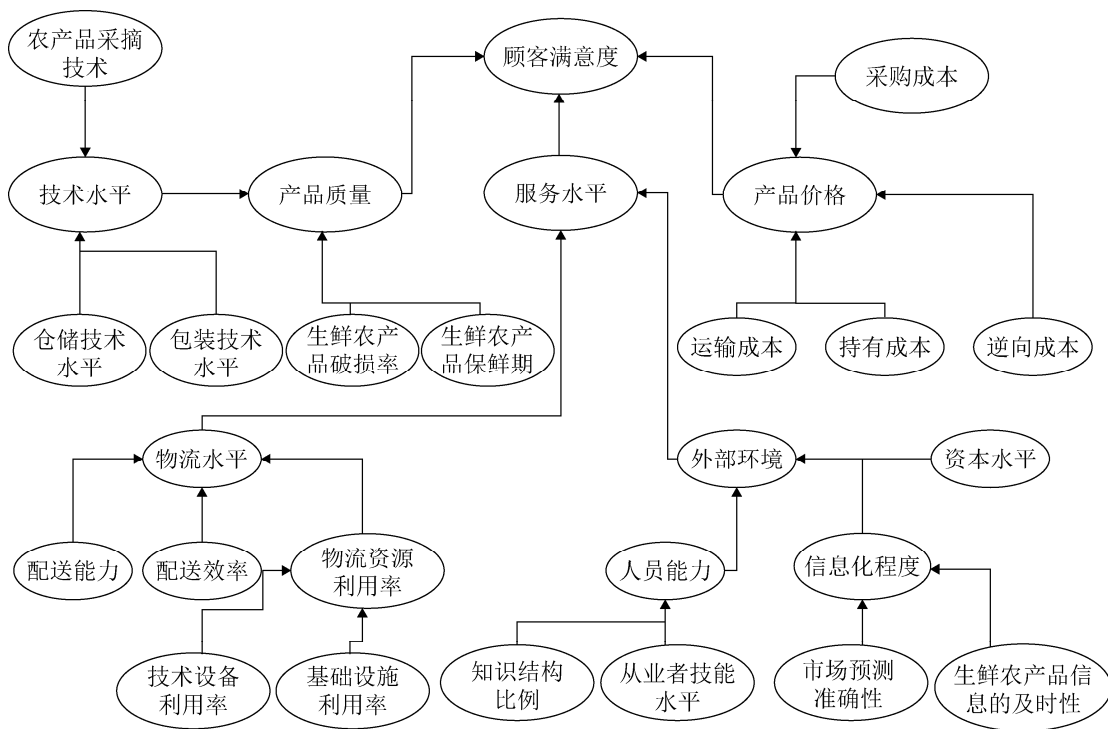 农产品采摘
技术
顾客满意度
采购成本
技术水平
产品质量
服务水平
产品价格
仓储技术
水平
包装技术
水平
生鲜农产
品破损率
生鲜农产
品保鲜期
运输成本
持有成本
逆向成本
物流水平
外部环境
资本水平
配送能力
配送效率
物流资源
利用率
人员能力
信息化程度
技术设备
利用率
基础设施
利用率
知识结构
比例
从业者技能
水平
市场预测
准确性
生鲜农产品信
息的及时性